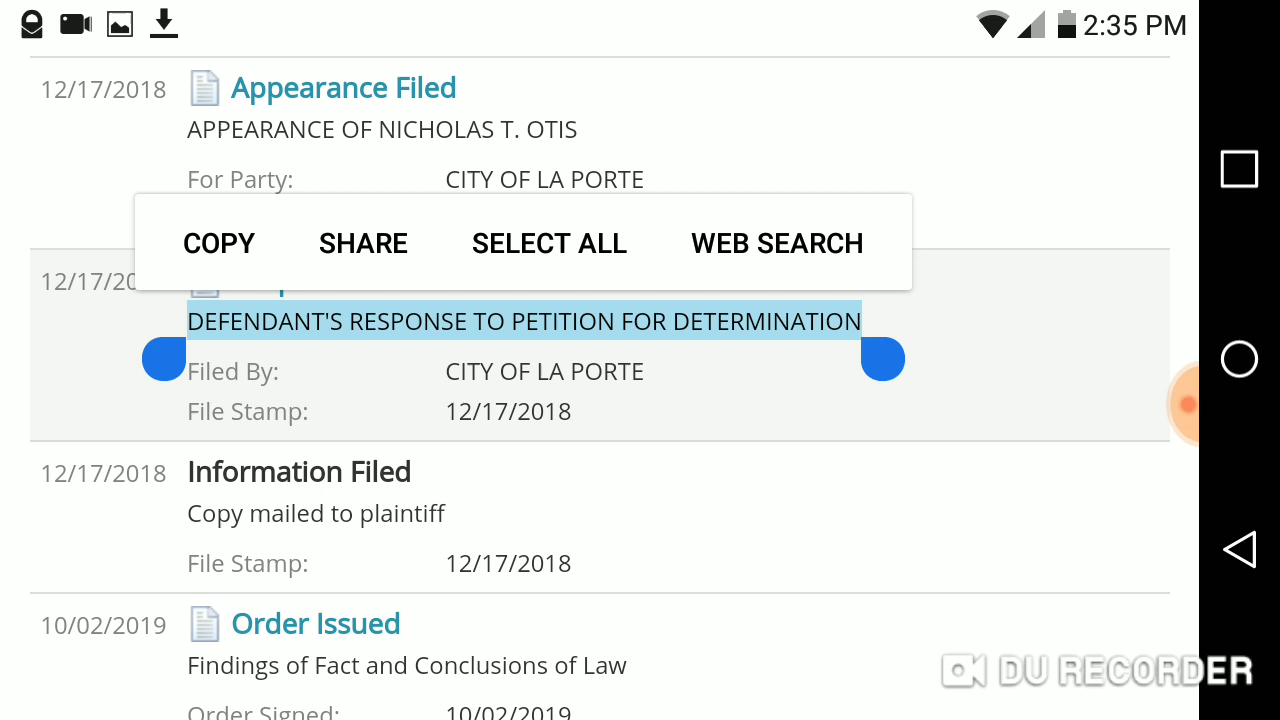 2:35 PM
12/17/2018 Appearance Filed
APPEARANCE OF NICHOLAS T. OTIS
For Party: CITY OF LA PORTE
COPY SHARE SELECT ALL WEB SEARCH
12/17/20
DEFENDANT'S RESPONSE TO PETITION FOR DETERMINATION
Filed By: CITY OF LA PORTE
File Stamp: 12/17/2018
12/17/2018 Information Filed
Copy mailed to plaintiff
File Stamp: 12/17/2018
10/02/2019 Order Issued
Findings of Fact and Conclusions of Law
Order Signed: 10/02/2019
DU RECORDER